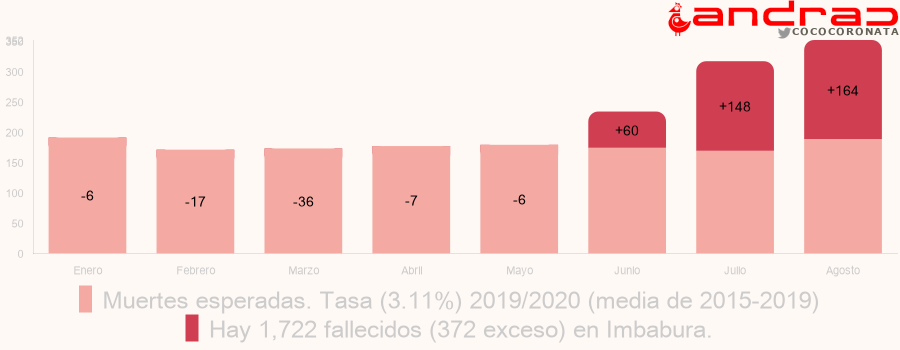 andrac
COCOCORONATA
300
250
200
150
100
50
0
-6
-17
-36
-7
-6
+60
+148
+164
Enero
Febrero
Marzo
Abril
Mayo
Junio
Julio
Agosto
Muertes esperadas. Tasa (3.11%) 2019/2020 (media de 2015-2019)
Hay 1,722 fallecidos (372 exceso) en Imbabura.